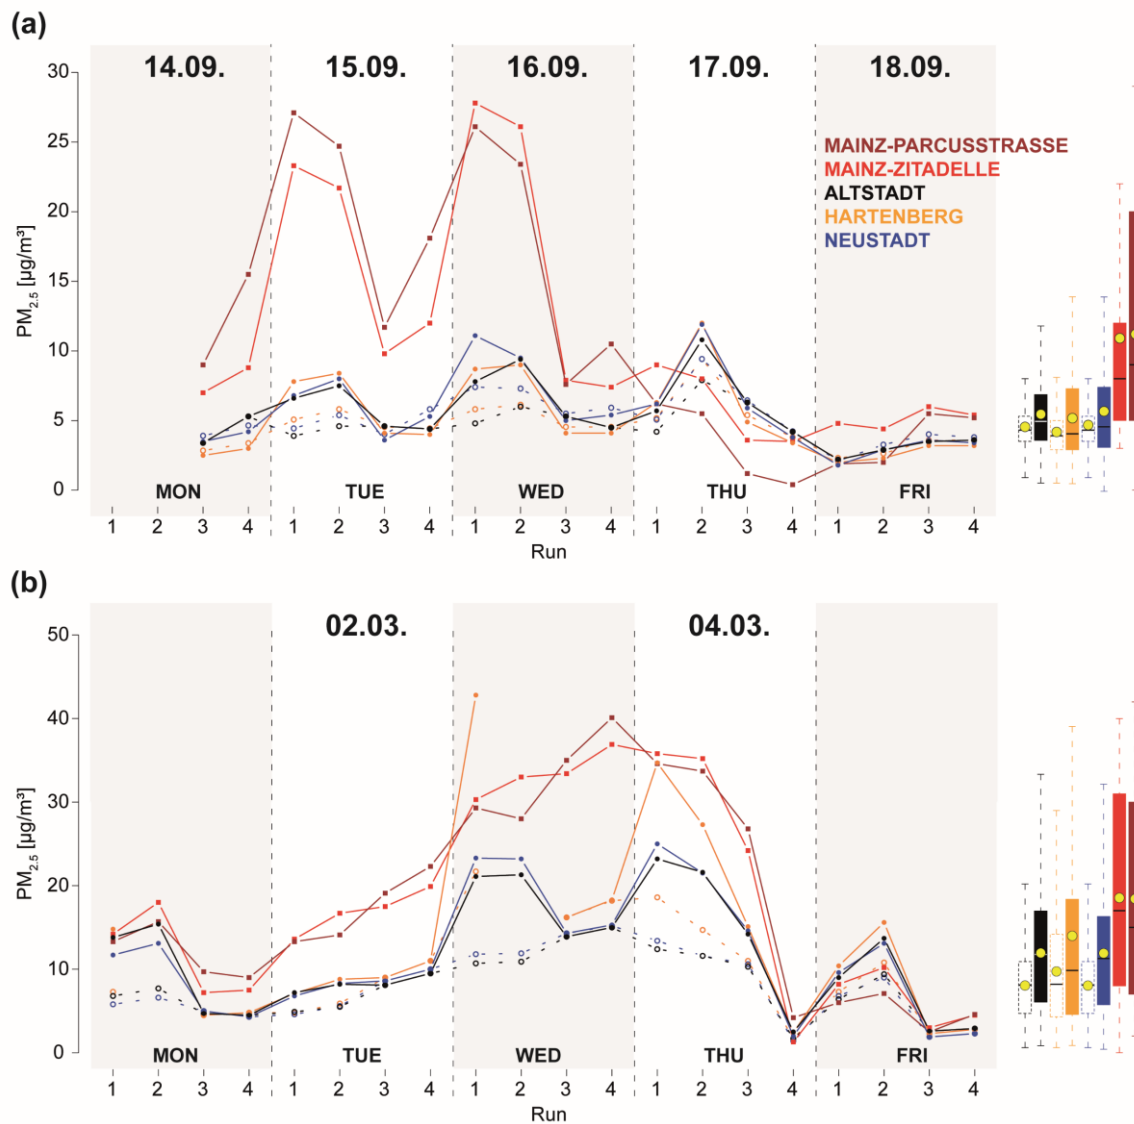 (a)
14.09. 15.09. 16.09. 17.09. 18.09.
30
25
20
15
10
5
0
PM2.5 [µg/m³]
MAINZ-PARCUSSTRASSE
MAINZ-ZITADELLE
ALTSTADT
HARTENBERG
NEUSTADT
MON TUE WED THU FRI
1 2 3 4 1 2 3 4 1 2 3 4 1 2 3 4 1 2 3 4
Run
(b)
02.03. 04.03.
50
40
30
20
10
0
PM2.5 [µg/m³]
MON TUE WED THU FRI
1 2 3 4 1 2 3 4 1 2 3 4 1 2 3 4 1 2 3 4
Run